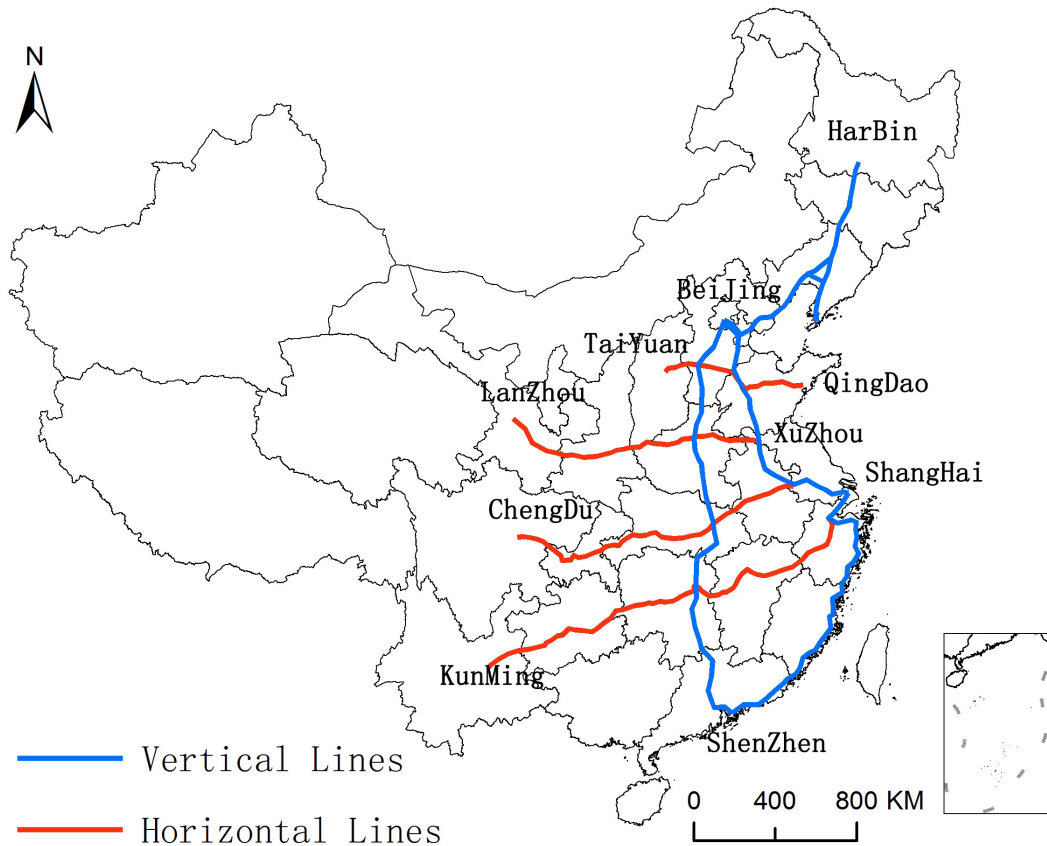 N
HarBin
BeiJing
TaiYuan
QingDao
LanZhou
XuZhou
ShangHai
ChengDu
KunMing
ShenZhen
Vertical Lines
Horizontal Lines
0 400 800 KM